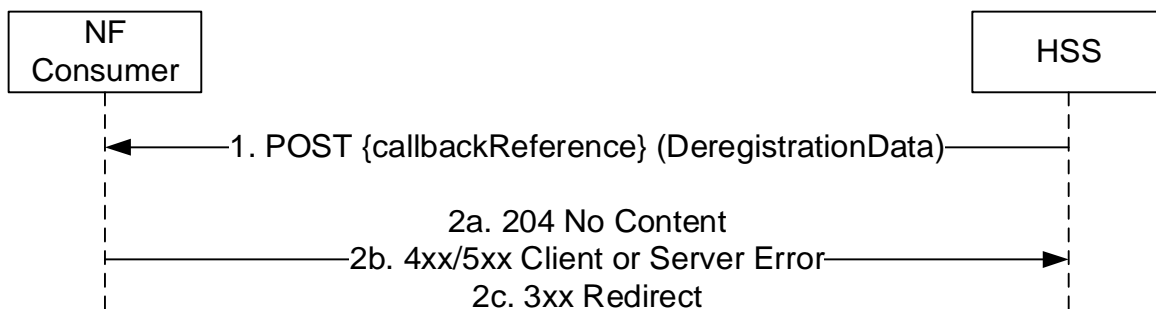 NF
Consumer
HSS
1. POST {callbackReference} (DeregistrationData)
2a. 204 No Content
2b. 4xx/5xx Client or Server Error
2c. 3xx Redirect